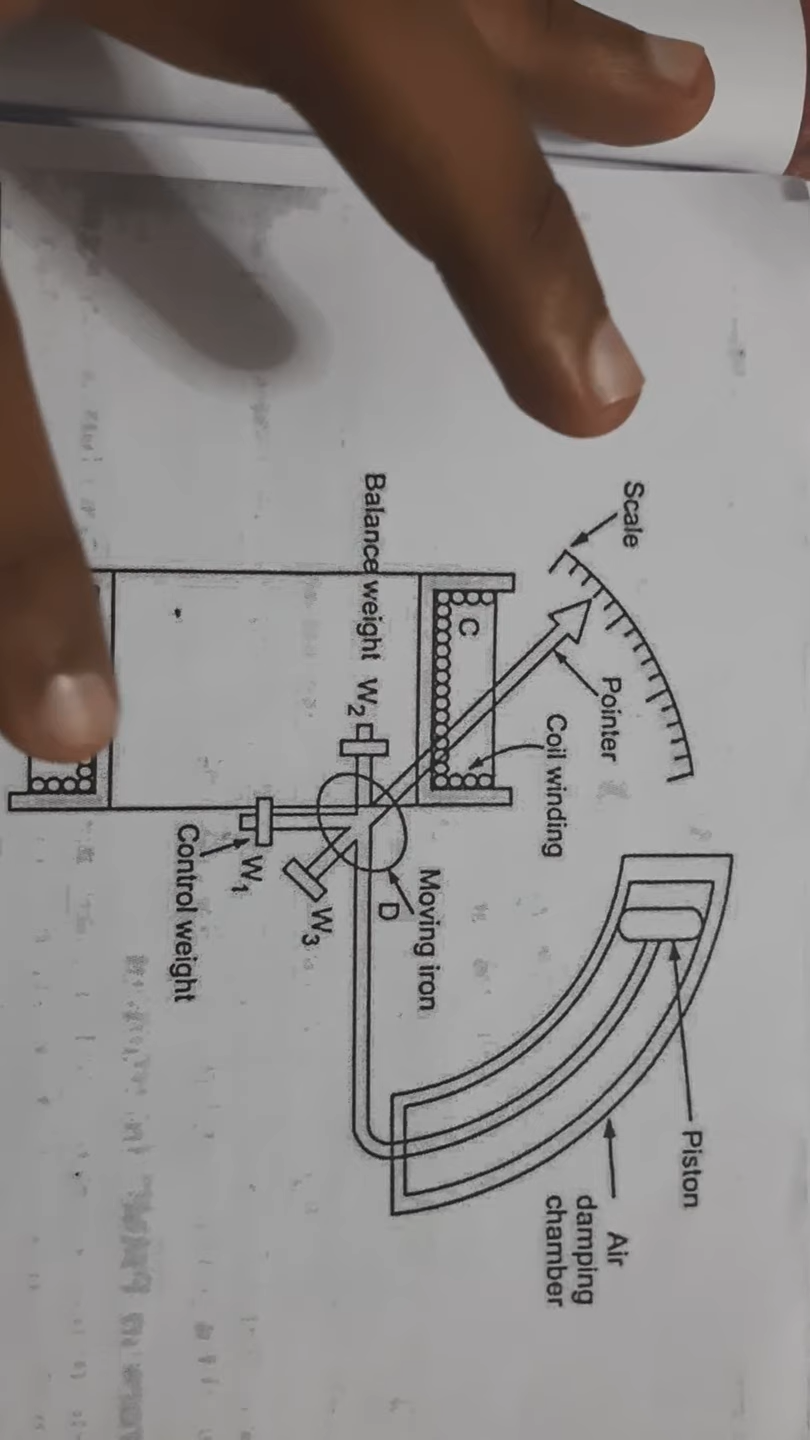 Scale
Pointer
Coil winding
C
Balance weight W₂
Moving iron
D
W₃
W₁
Control weight
Piston
Air
damping
chamber